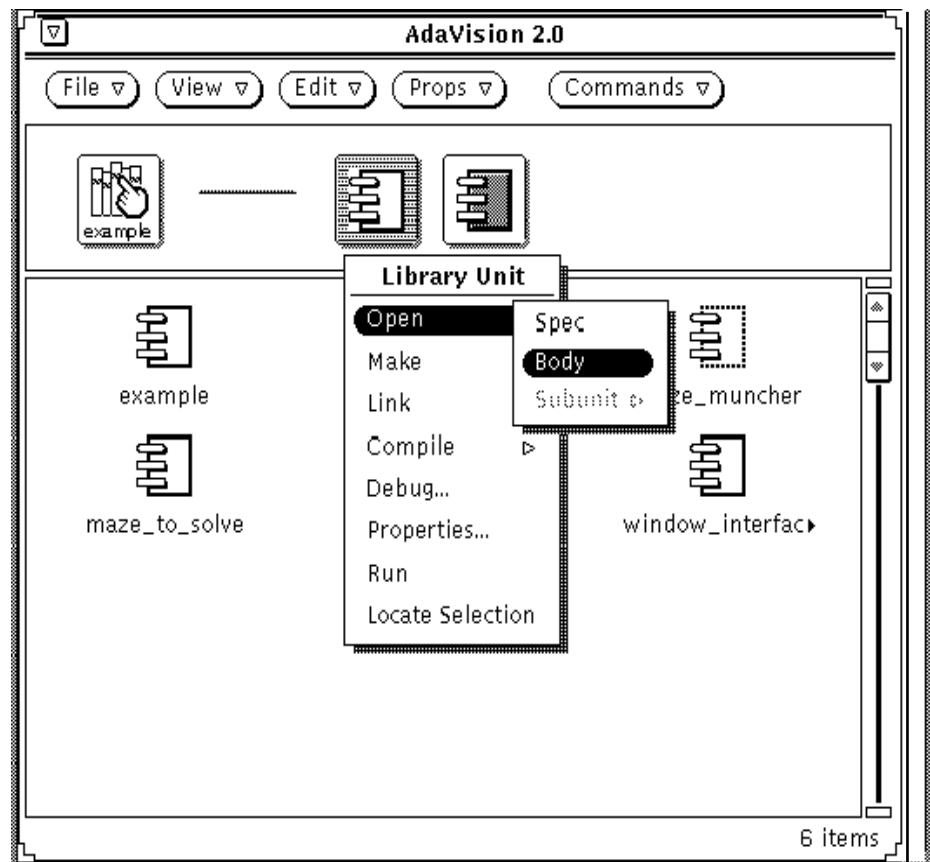 AdaVision 2.0
File View Edit Props Commands
example
Library Unit
Open
Spec
Make
Body
Link
Subunit
Compile
Debug...
Properties...
Run
Locate Selection
example
ze_muncher
maze_to_solve
window_interfac
6 items